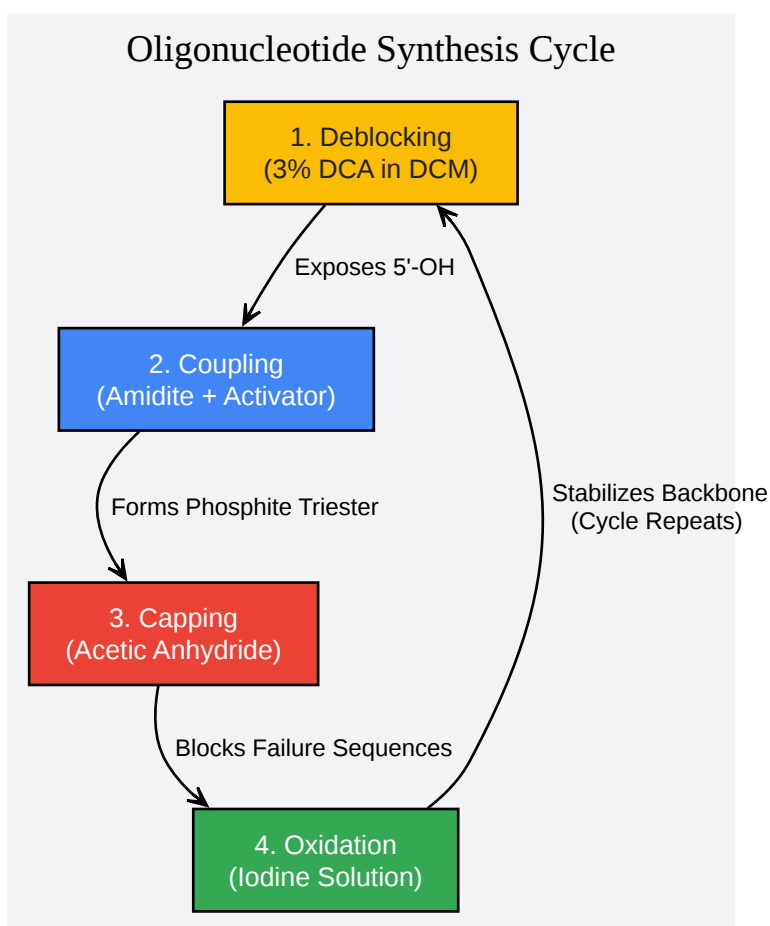 Oligonucleotide Synthesis Cycle
1. Deblocking
(3% DCA in DCM)
Exposes 5'-OH
2. Coupling
(Amidite + Activator)
Forms Phosphite Triester
Stabilizes Backbone
(Cycle Repeats)
3. Capping
(Acetic Anhydride)
Blocks Failure Sequences
4. Oxidation
(Iodine Solution)